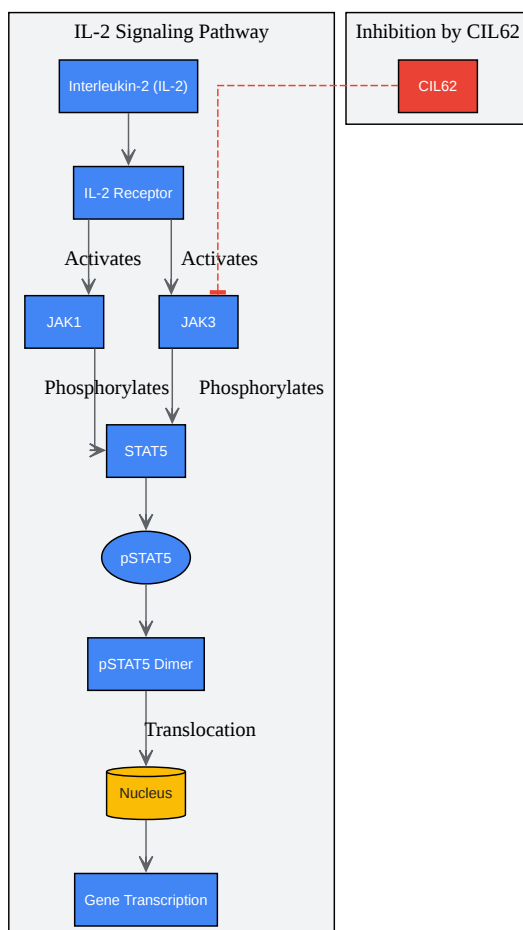 IL-2 Signaling Pathway
Inhibition by CIL62
Interleukin-2 (IL-2)
CIL62
IL-2 Receptor
Activates
Activates
JAK1
JAK3
Phosphorylates
Phosphorylates
STAT5
pSTAT5
pSTAT5 Dimer
Translocation
Nucleus
Gene Transcription